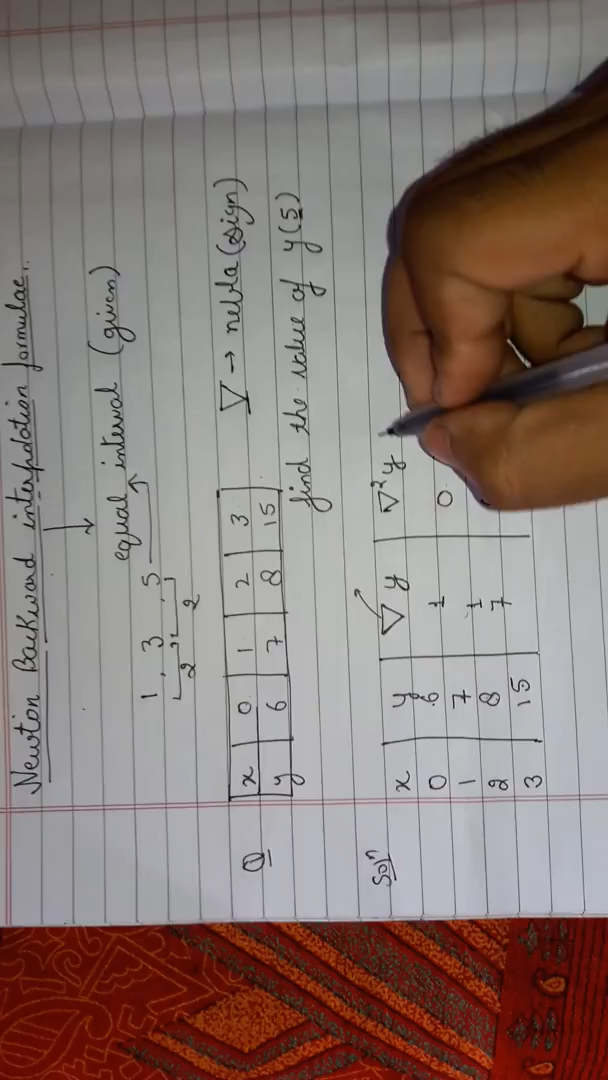 Newton Backward interpolation formulae.
↓
equal interval (given)
1, 3, 5
2 2
Q
x 0 1 2 3
y 6 7 8 15
∇ → nebla (sign)
find the value of y(5)
Solⁿ
x y ∇y ∇²y
0 6 1 0
1 7 1
2 8 7
3 15